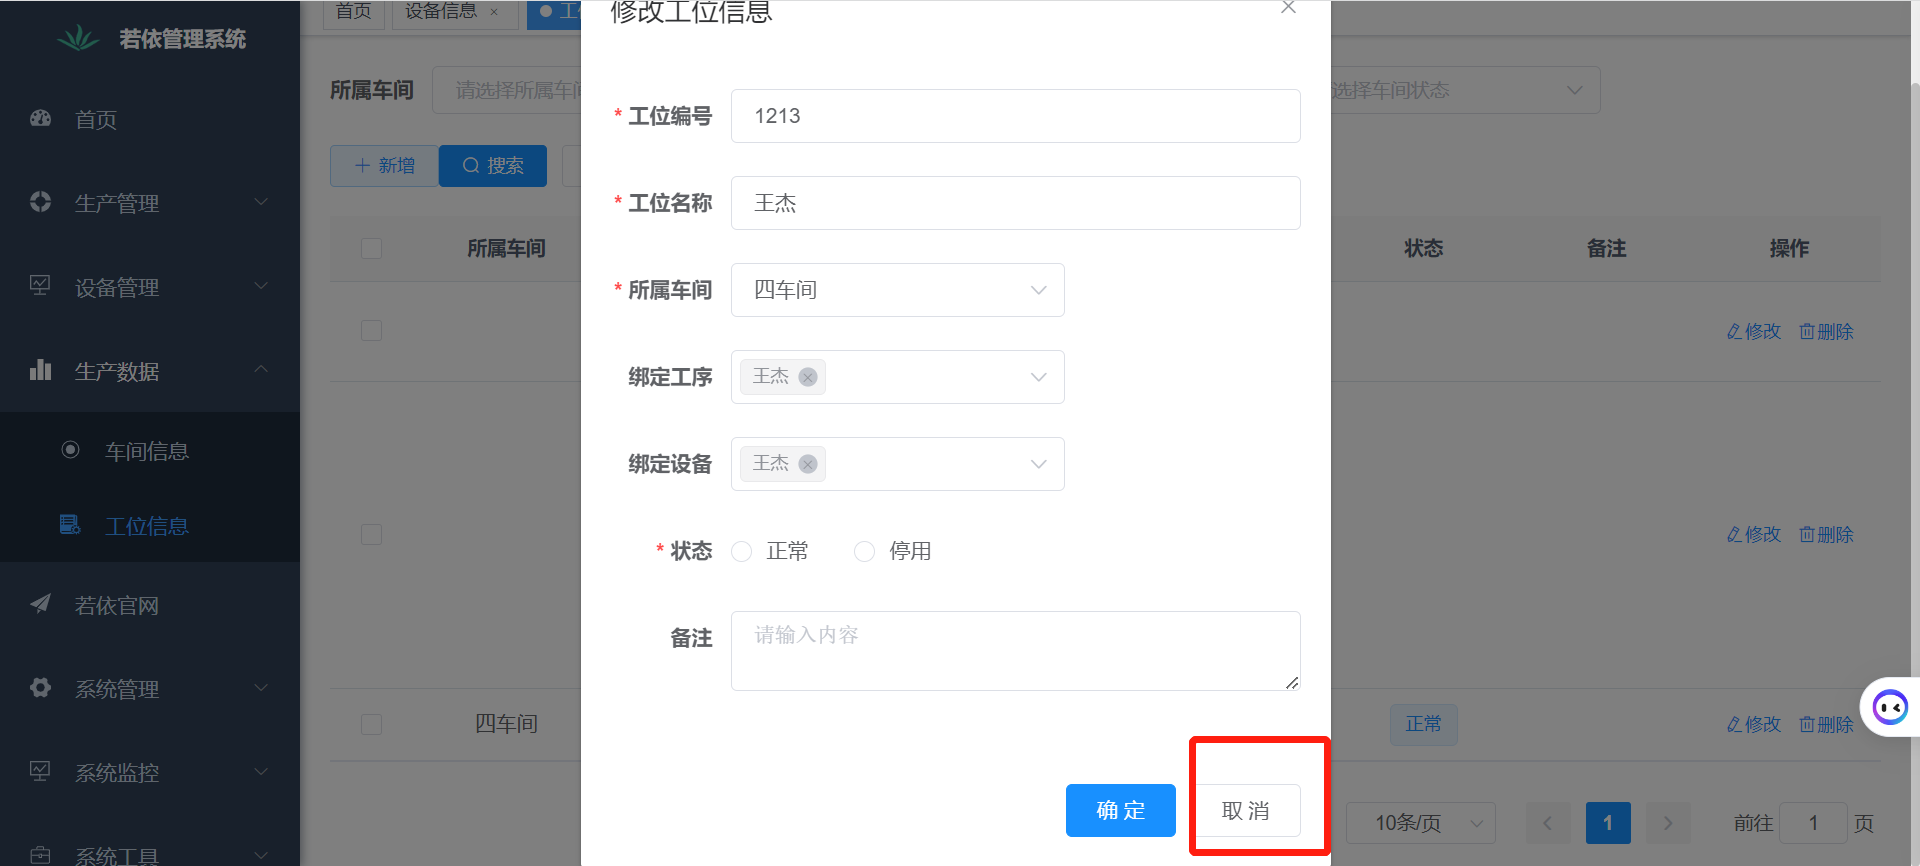 若依管理系统
首页
生产管理
设备管理
生产数据
车间信息
工位信息
若依官网
系统管理
系统监控
系统工具
首页
设备信息 ×
所属车间
请选择所属车
选择车间状态
新增
搜索
所属车间 状态 备注 操作
修改 删除
修改 删除
四车间 正常 修改 删除
10条/页 1 前往 1 页
修改工位信息
* 工位编号 1213
* 工位名称 王杰
* 所属车间 四车间
绑定工序 王杰
绑定设备 王杰
* 状态 正常 停用
备注 请输入内容
确 定 取 消